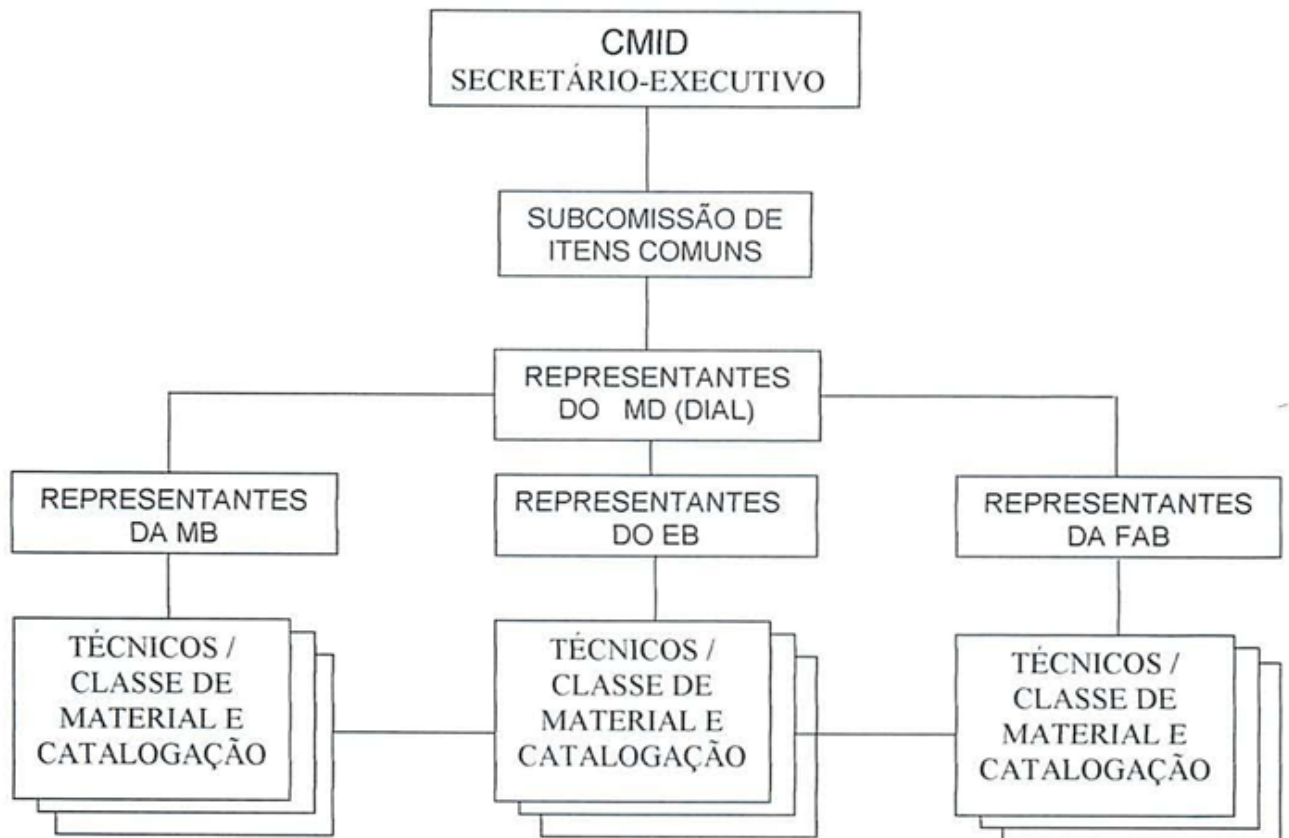 CMID
SECRETÁRIO-EXECUTIVO
SUBCOMISSÃO DE
ITENS COMUNS
REPRESENTANTES
DO MD (DIAL)
REPRESENTANTES
DA MB
REPRESENTANTES
DO EB
REPRESENTANTES
DA FAB
TÉCNICOS /
CLASSE DE
MATERIAL E
CATALOGAÇÃO
TÉCNICOS /
CLASSE DE
MATERIAL E
CATALOGAÇÃO
TÉCNICOS /
CLASSE DE
MATERIAL E
CATALOGAÇÃO